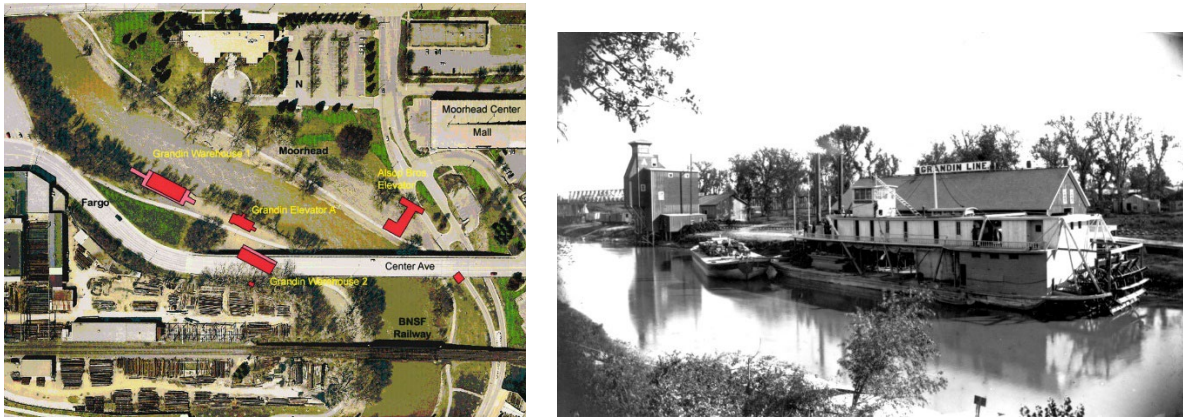 N
Moorhead Center
Mall
Grandin Warehouse 1
Moorhead
Alsop Bros.
Elevator
Fargo
Grandin Elevator A
Center Ave
Grandin Warehouse 2
BNSF
Railway
GRANDIN LINE